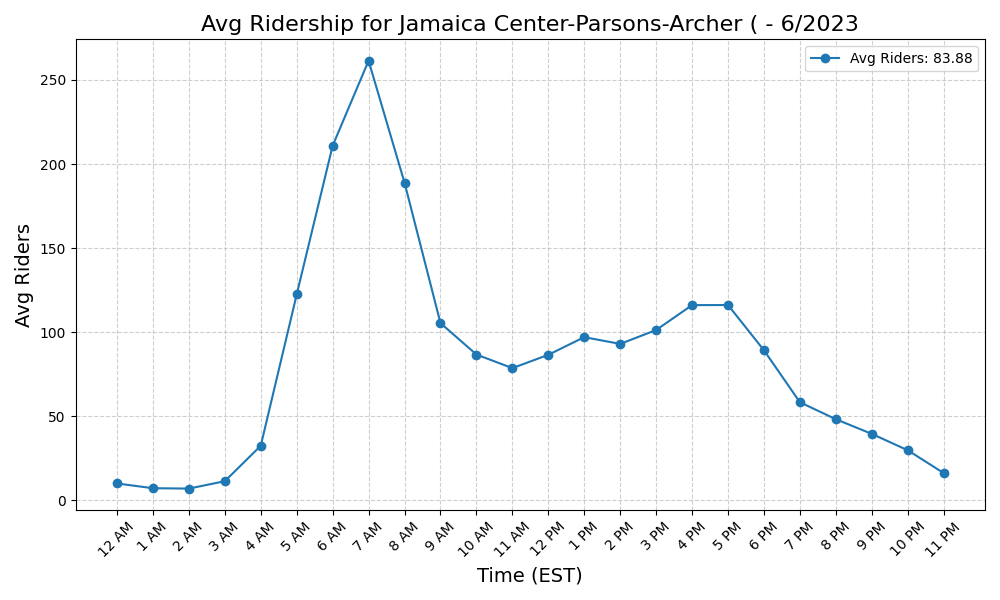 Avg Ridership for Jamaica Center-Parsons-Archer ( - 6/2023
Avg Riders: 83.88
Avg Riders
250
200
150
100
50
0
12 AM
1 AM
2 AM
3 AM
4 AM
5 AM
6 AM
7 AM
8 AM
9 AM
10 AM
11 AM
12 PM
1 PM
2 PM
3 PM
4 PM
5 PM
6 PM
7 PM
8 PM
9 PM
10 PM
11 PM
Time (EST)